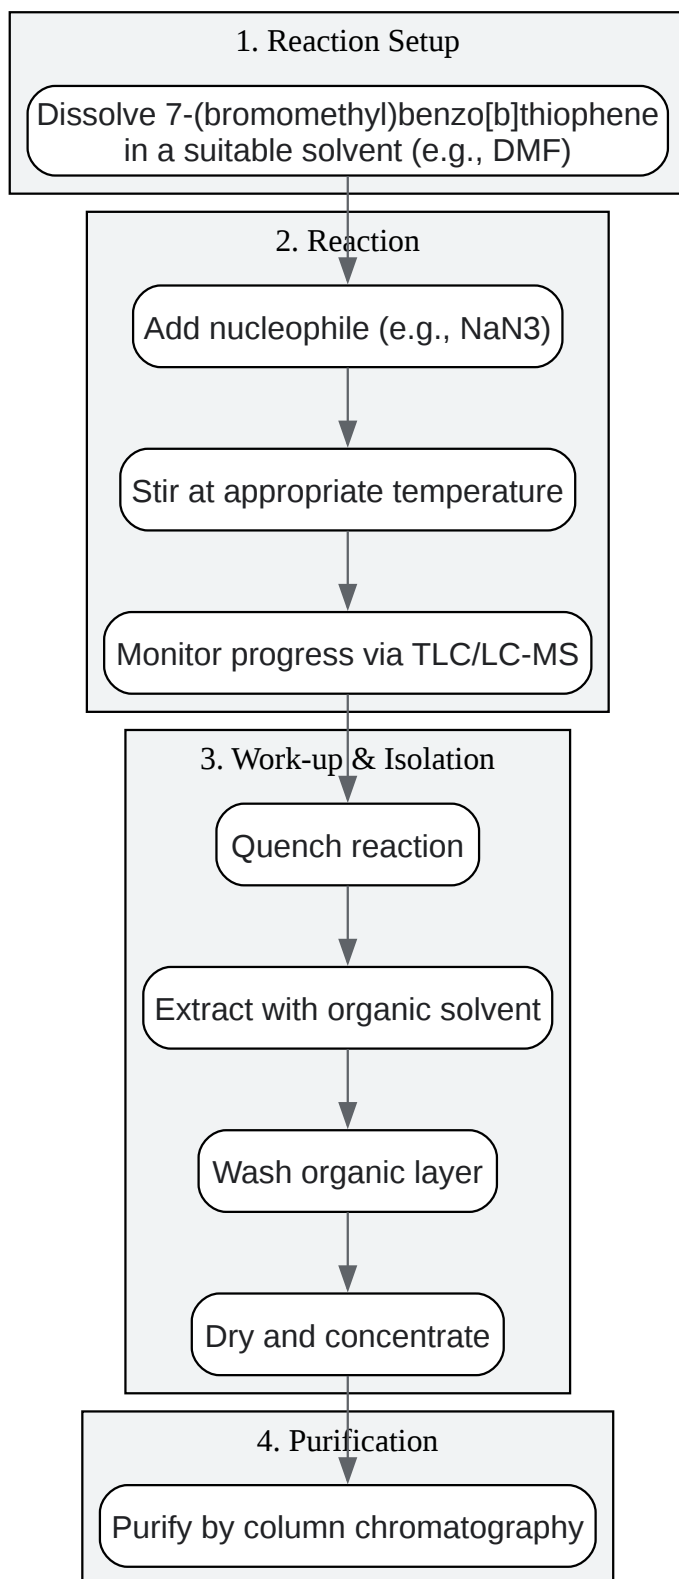 1. Reaction Setup
Dissolve 7-(bromomethyl)benzo[b]thiophene
in a suitable solvent (e.g., DMF)
2. Reaction
Add nucleophile (e.g., NaN3)
Stir at appropriate temperature
Monitor progress via TLC/LC-MS
3. Work-up & Isolation
Quench reaction
Extract with organic solvent
Wash organic layer
Dry and concentrate
4. Purification
Purify by column chromatography